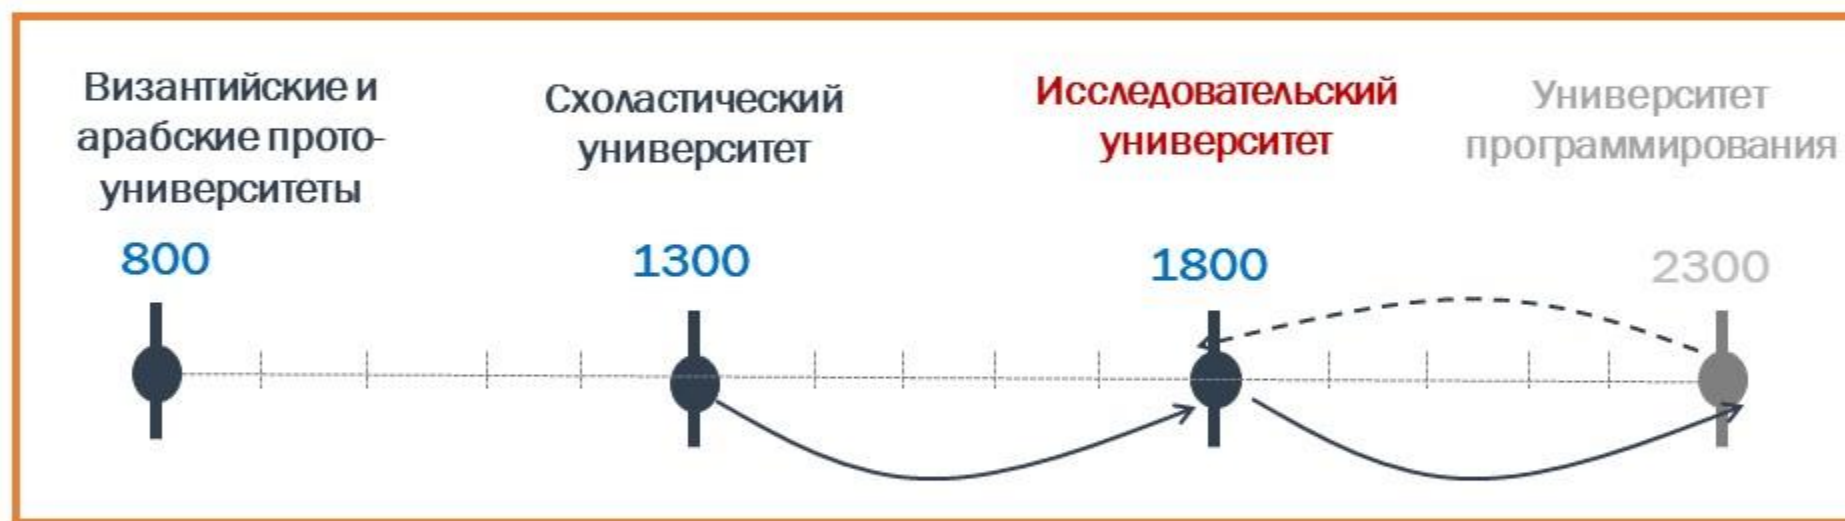 Византийские и
арабские прото-
университеты
800
Схоластический
университет
1300
Исследовательский
университет
1800
Университет
программирования
2300